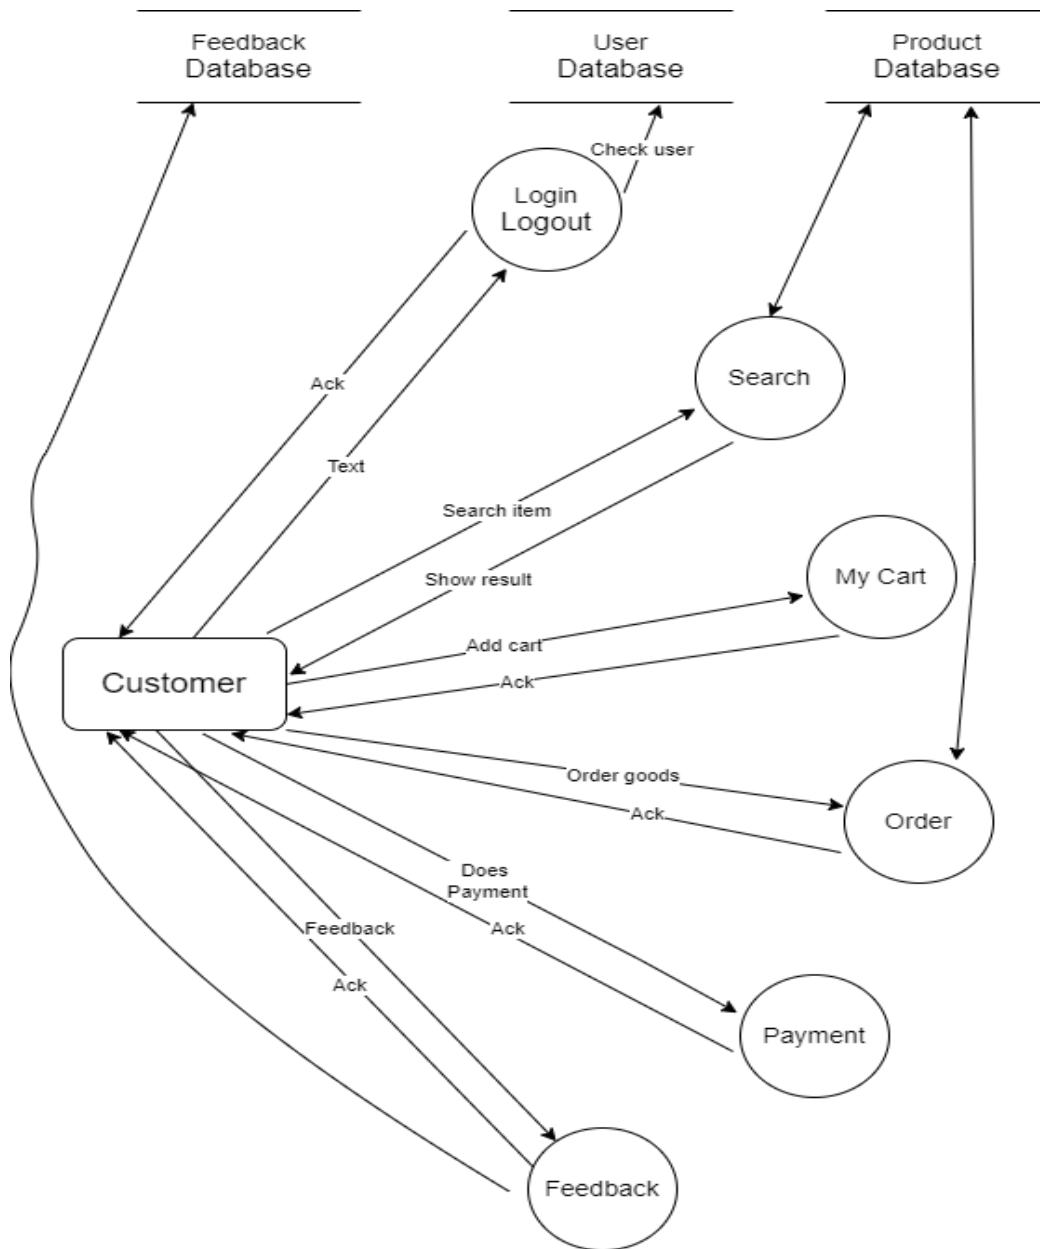 Feedback
Database
User
Database
Product
Database
Check user
Login
Logout
Ack
Text
Search
Search item
Show result
My Cart
Add cart
Ack
Customer
Order goods
Ack
Order
Does
Payment
Feedback
Ack
Ack
Payment
Feedback